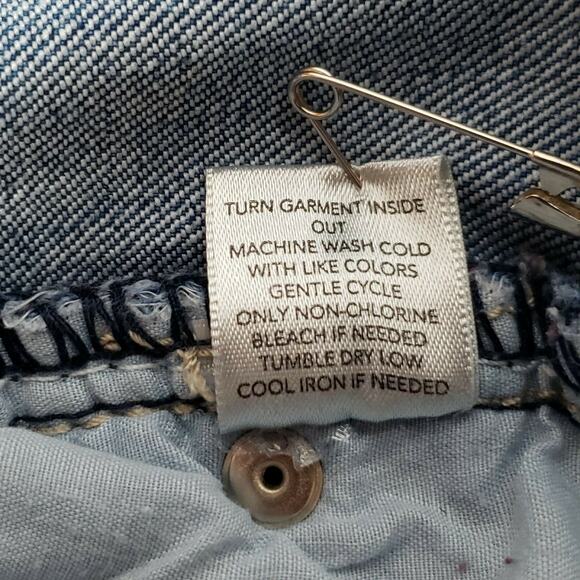 TURN GARMENT INSIDE
OUT
MACHINE WASH COLD
WITH LIKE COLORS
GENTLE CYCLE
ONLY NON-CHLORINE
BLEACH IF NEEDED
TUMBLE DRY LOW
COOL IRON IF NEEDED